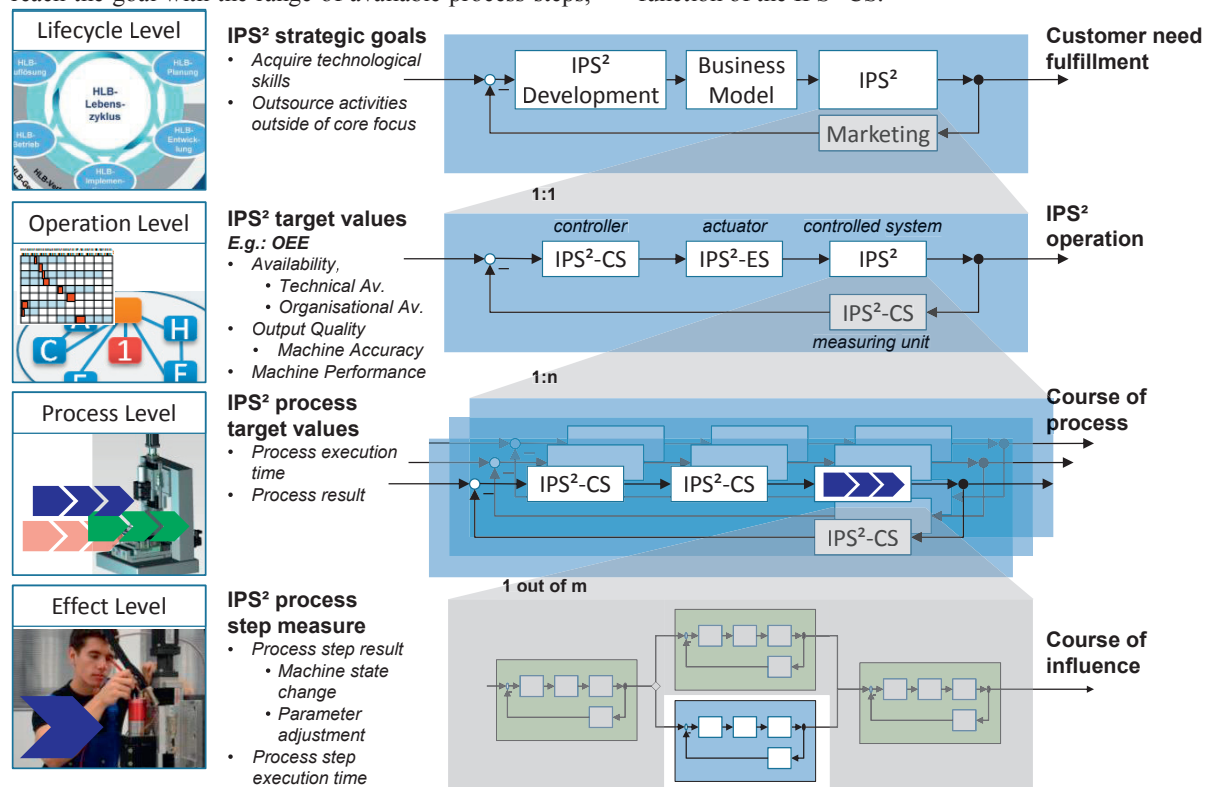 Lifecycle Level
HLB-
uflösung
HLB-
Planung
HLB-
Lebens-
zyklus
HLB-
Betrieb
HLB-
Entwick-
lung
HLB-
Implemen-
IPS² strategic goals
• Acquire technological
skills
• Outsource activities
outside of core focus
IPS²
Development
Business
Model
IPS²
Marketing
Customer need
fulfillment
1:1
Operation Level
C
1
H
IPS² target values
E.g.: OEE
• Availability,
• Technical Av.
• Organisational Av.
• Output Quality
• Machine Accuracy
• Machine Performance
controller
actuator
controlled system
IPS²-CS
IPS²-ES
IPS²
IPS²-CS
measuring unit
IPS²
operation
1:n
Process Level
IPS² process
target values
• Process execution
time
• Process result
IPS²-CS
IPS²-CS
IPS²-CS
Course of
process
1 out of m
Effect Level
IPS² process
step measure
• Process step result
• Machine state
change
• Parameter
adjustment
• Process step
execution time
Course of
influence